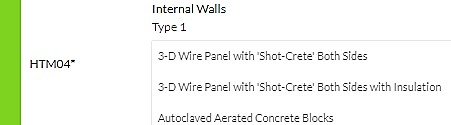 Internal Walls
Type 1
HTM04*
3-D Wire Panel with 'Shot-Crete' Both Sides
3-D Wire Panel with 'Shot-Crete' Both Sides with Insulation
Autoclaved Aerated Concrete Blocks